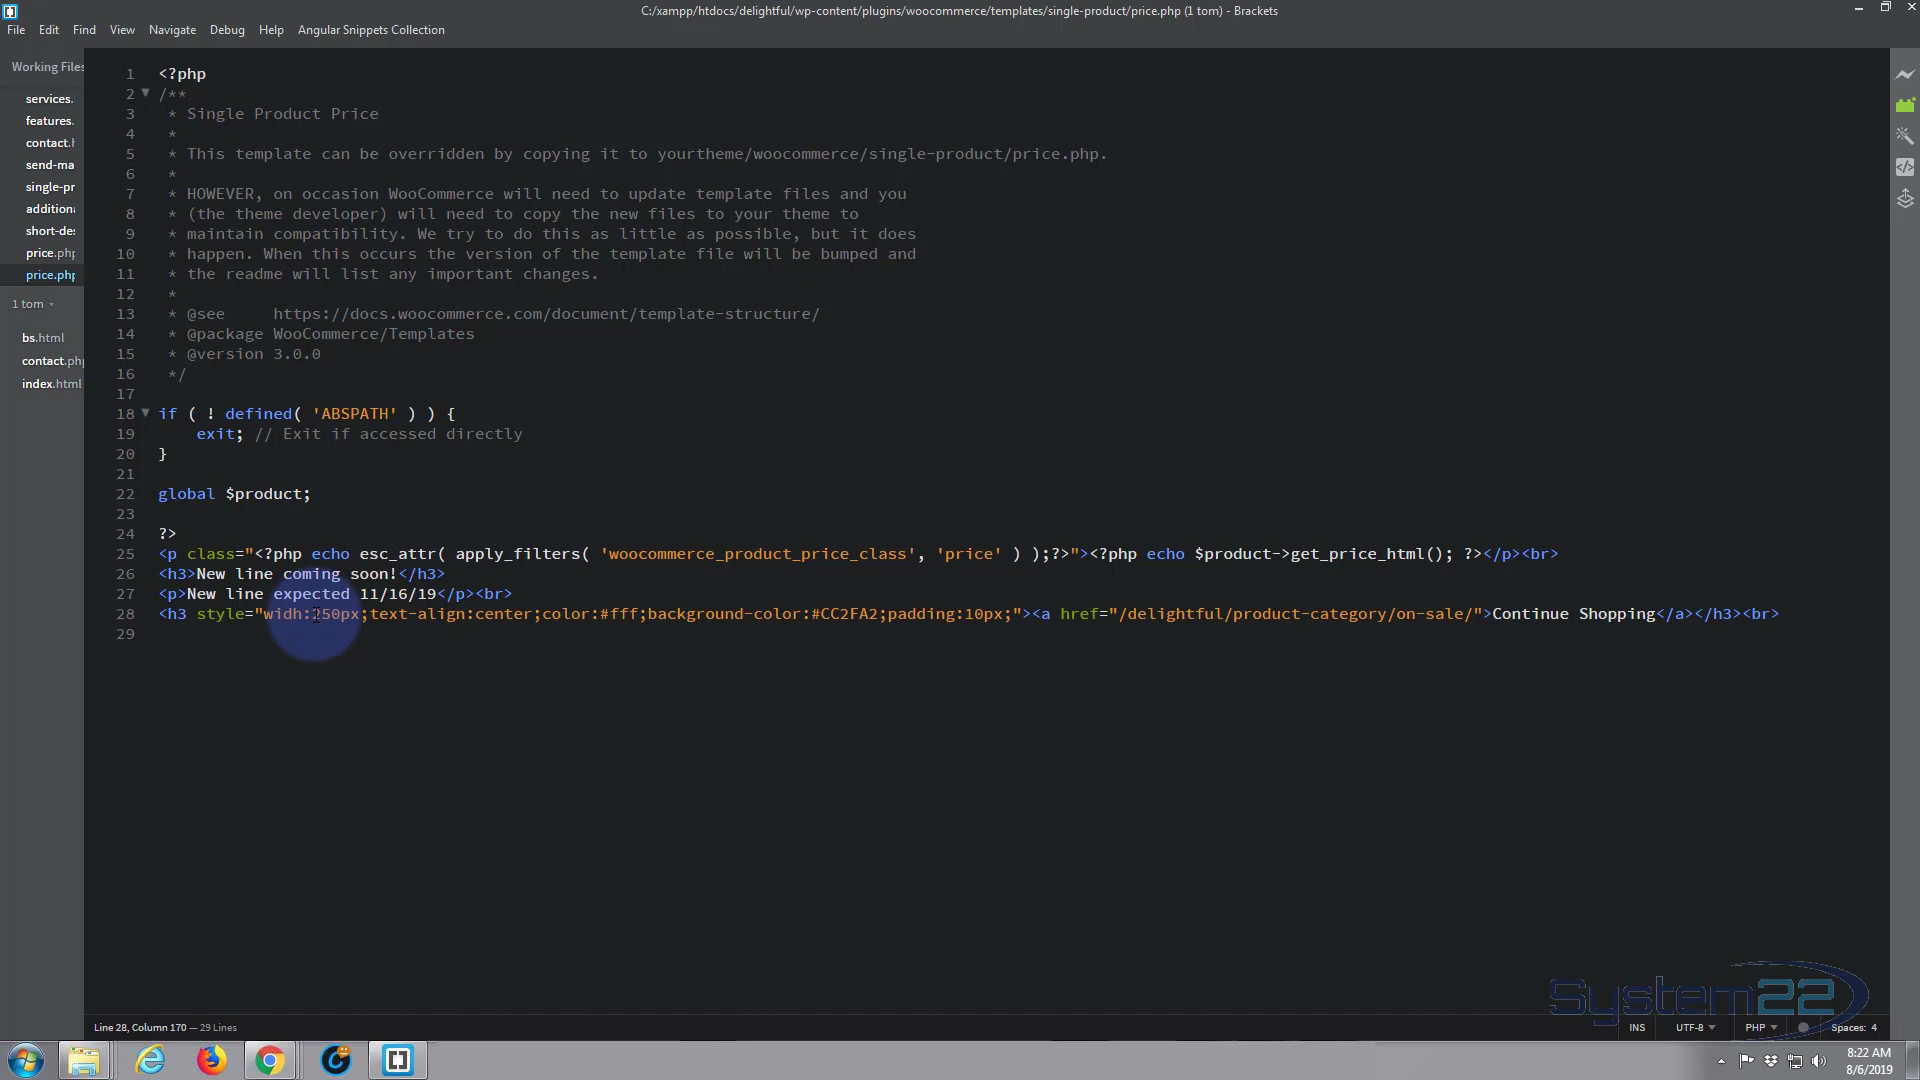 C:/xampp/htdocs/delightful/wp-content/plugins/woocommerce/templates/single-product/price.php (1 tom) - Brackets
File Edit Find View Navigate Debug Help Angular Snippets Collection
Working Files
services.
features.
contact.h
send-ma
single-pr
additiona
short-des
price.php
price.php
1 tom
bs.html
contact.php
index.html
1 <?php
2 /**
3 * Single Product Price
4 *
5 * This template can be overridden by copying it to yourtheme/woocommerce/single-product/price.php.
6 *
7 * HOWEVER, on occasion WooCommerce will need to update template files and you
8 * (the theme developer) will need to copy the new files to your theme to
9 * maintain compatibility. We try to do this as little as possible, but it does
10 * happen. When this occurs the version of the template file will be bumped and
11 * the readme will list any important changes.
12 *
13 * @see https://docs.woocommerce.com/document/template-structure/
14 * @package WooCommerce/Templates
15 * @version 3.0.0
16 */
17
18 if ( ! defined( 'ABSPATH' ) ) {
19 exit; // Exit if accessed directly
20 }
21
22 global $product;
23
24 ?>
25 <p class="<?php echo esc_attr( apply_filters( 'woocommerce_product_price_class', 'price' ) );?>"><?php echo $product->get_price_html(); ?></p><br>
26 <h3>New line coming soon!</h3>
27 <p>New line expected 11/16/19</p><br>
28 <h3 style="widh:150px;text-align:center;color:#fff;background-color:#CC2FA2;padding:10px;"><a href="/delightful/product-category/on-sale/">Continue Shopping</a></h3><br>
29
System22
Line 28, Column 170 — 29 Lines
INS UTF-8 PHP Spaces: 4
8:22 AM
8/6/2019